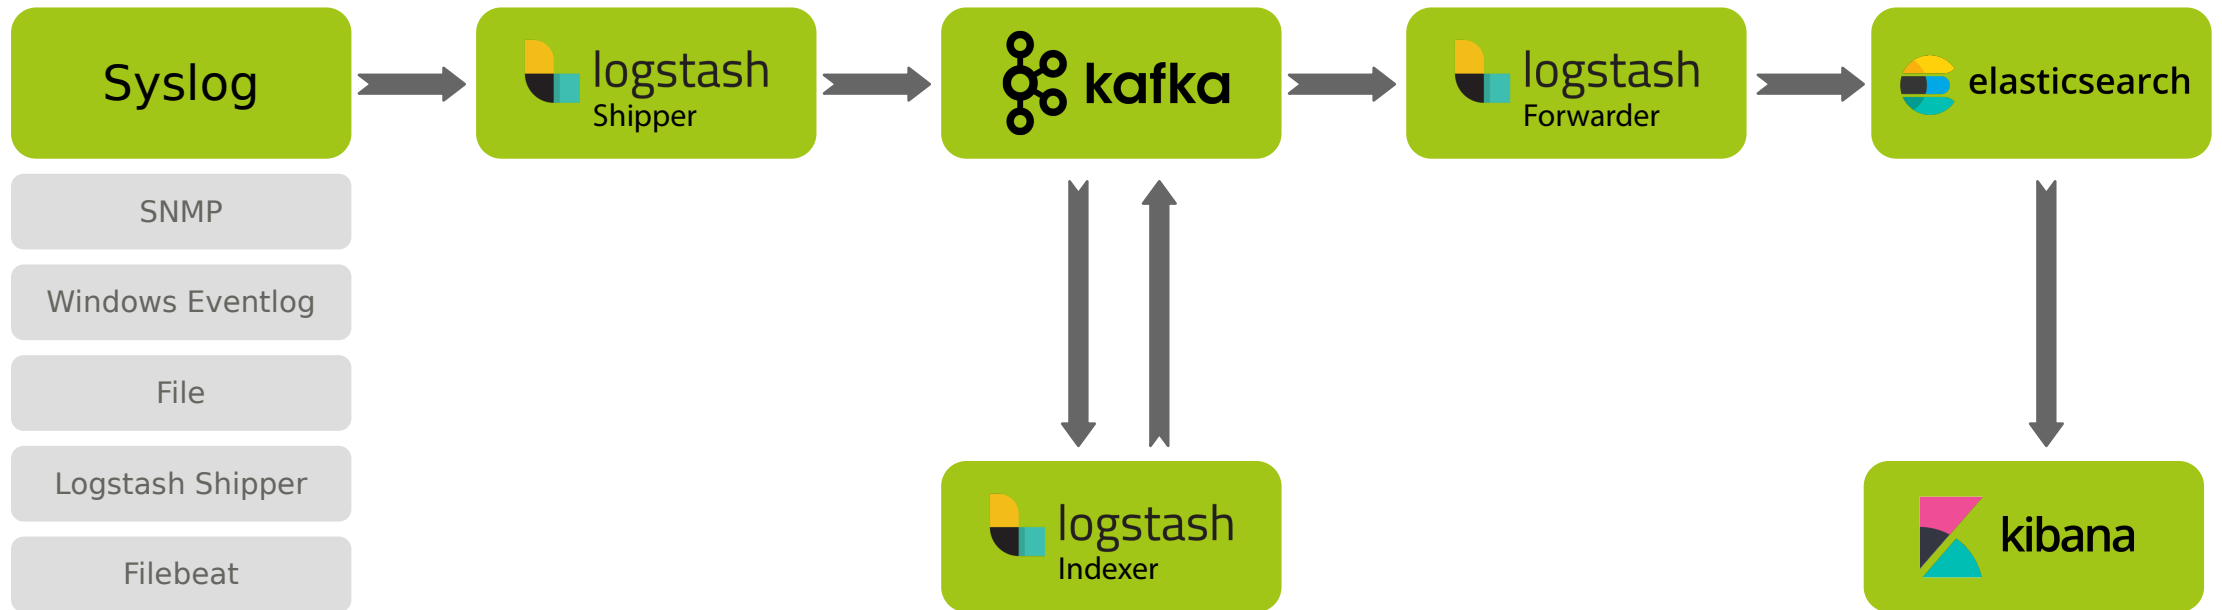 Syslog
logstash
Shipper
kafka
logstash
Forwarder
elasticsearch
SNMP
Windows Eventlog
File
Logstash Shipper
Filebeat
logstash
Indexer
kibana